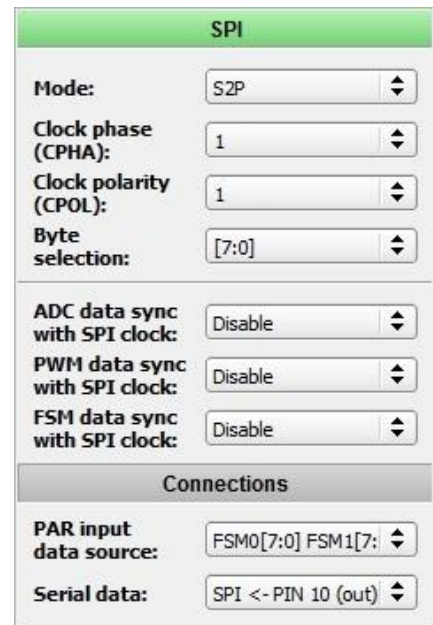 SPI
Mode: S2P
Clock phase
(CPHA): 1
Clock polarity
(CPOL): 1
Byte
selection: [7:0]
ADC data sync
with SPI clock: Disable
PWM data sync
with SPI clock: Disable
FSM data sync
with SPI clock: Disable
Connections
PAR input
data source: FSM0[7:0] FSM1[7:
Serial data: SPI <- PIN 10 (out)